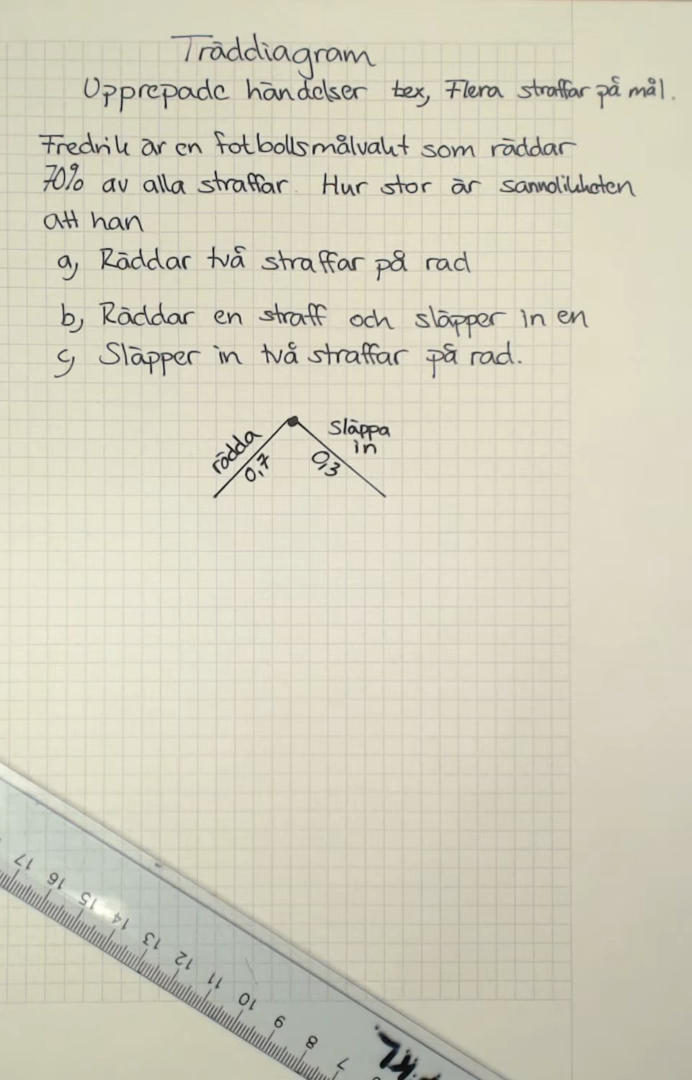 Träddiagram
Upprepade händelser tex, Flera straffar på mål.
Fredrik är en fotbollsmålvakt som räddar
70% av alla straffar. Hur stor är sannolikheten
att han
a, Räddar två straffar på rad
b, Räddar en straff och släpper in en
c, Släpper in två straffar på rad.
rädda
0,7
släppa
in
0,3
17 16 15 14 13 12 11 10 9 8 7